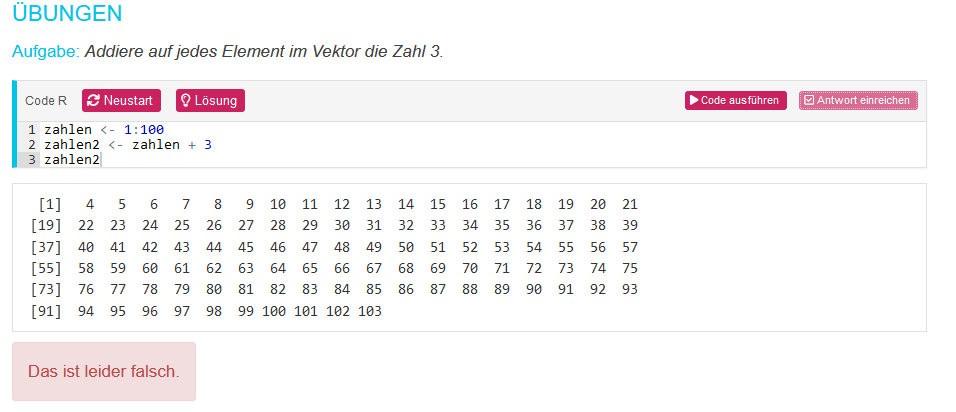 ÜBUNGEN
Aufgabe: Addiere auf jedes Element im Vektor die Zahl 3.
Code R Neustart Lösung Code ausführen Antwort einreichen
1 zahlen <- 1:100
2 zahlen2 <- zahlen + 3
3 zahlen2
[1] 4 5 6 7 8 9 10 11 12 13 14 15 16 17 18 19 20 21
[19] 22 23 24 25 26 27 28 29 30 31 32 33 34 35 36 37 38 39
[37] 40 41 42 43 44 45 46 47 48 49 50 51 52 53 54 55 56 57
[55] 58 59 60 61 62 63 64 65 66 67 68 69 70 71 72 73 74 75
[73] 76 77 78 79 80 81 82 83 84 85 86 87 88 89 90 91 92 93
[91] 94 95 96 97 98 99 100 101 102 103
Das ist leider falsch.